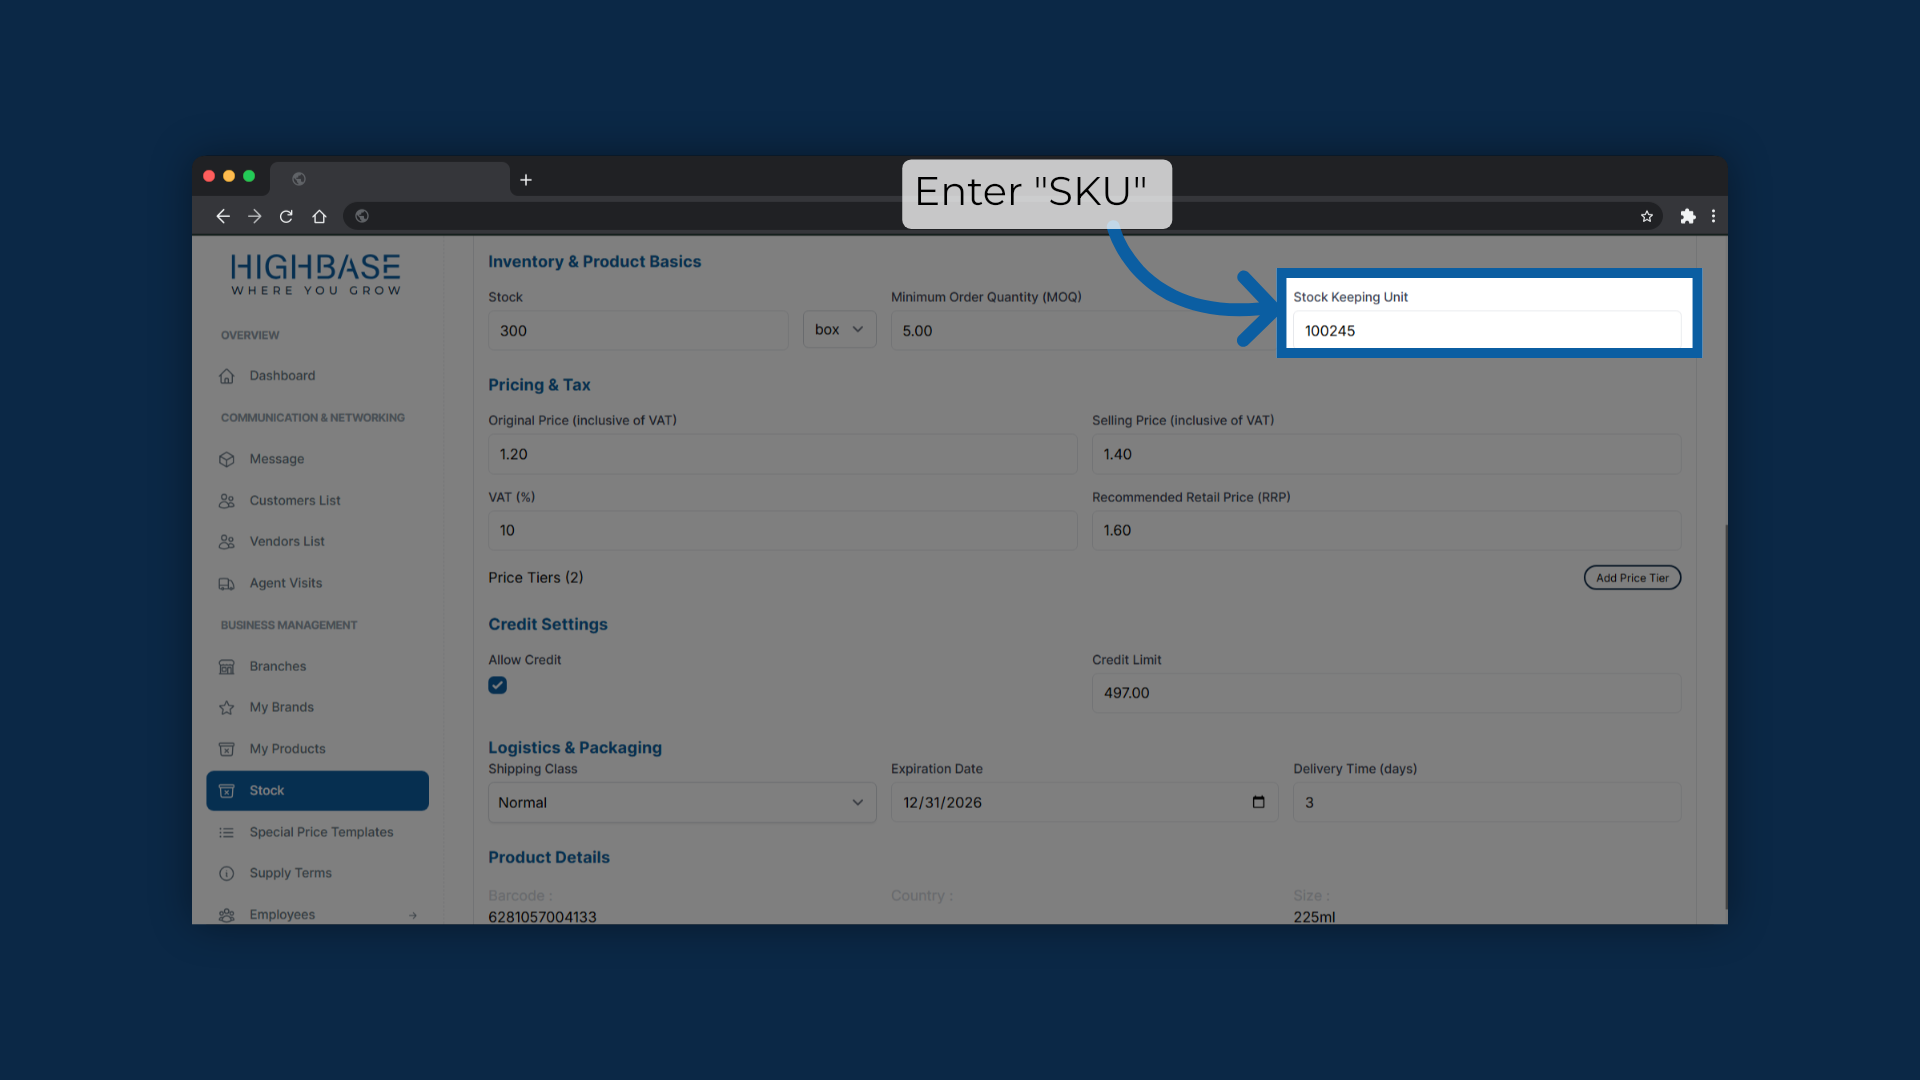 Enter "SKU"
HIGHBASE
WHERE YOU GROW
OVERVIEW
Dashboard
COMMUNICATION & NETWORKING
Message
Customers List
Vendors List
Agent Visits
BUSINESS MANAGEMENT
Branches
My Brands
My Products
Stock
Special Price Templates
Supply Terms
Employees
Inventory & Product Basics
Stock
Minimum Order Quantity (MOQ)
Stock Keeping Unit
300
box
5.00
100245
Pricing & Tax
Original Price (inclusive of VAT)
Selling Price (inclusive of VAT)
1.20
1.40
VAT (%)
Recommended Retail Price (RRP)
10
1.60
Price Tiers (2)
Add Price Tier
Credit Settings
Allow Credit
Credit Limit
497.00
Logistics & Packaging
Shipping Class
Expiration Date
Delivery Time (days)
Normal
12/31/2026
3
Product Details
Barcode :
Country :
Size :
6281057004133
225ml